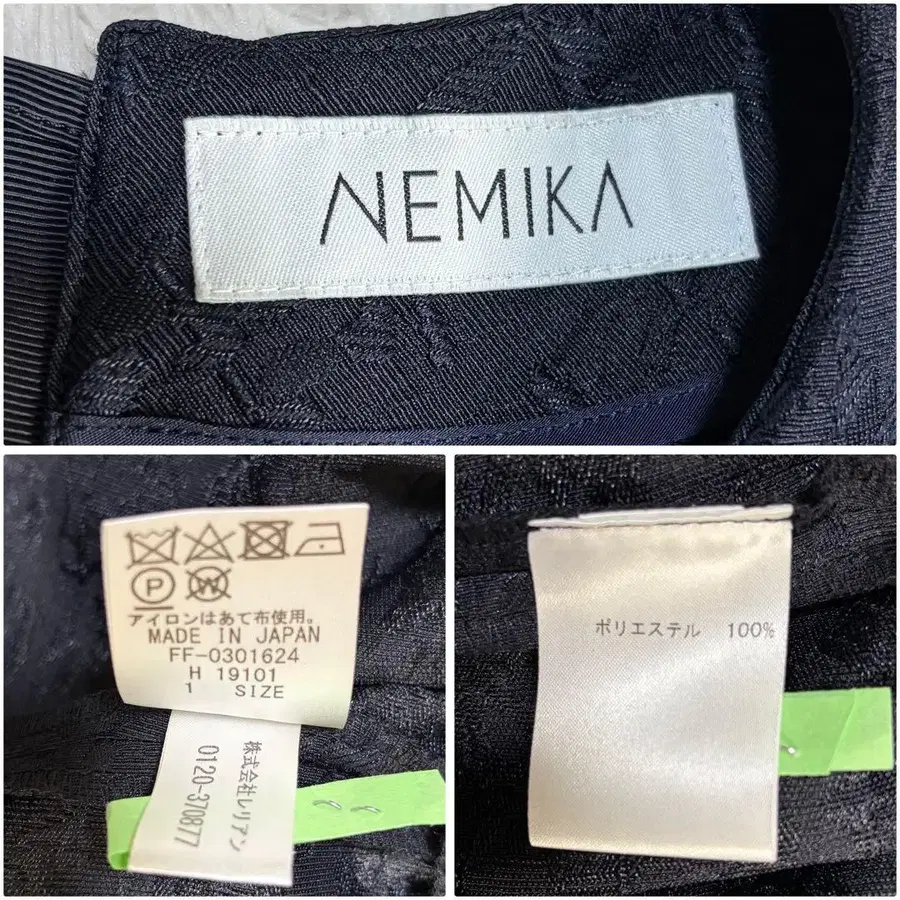 NEMIKA
P
W
アイロンはあて布使用。
MADE IN JAPAN
FF-0301624
H 19101
1 SIZE
株式会社レリアン
0120-370877
ポリエステル 100%